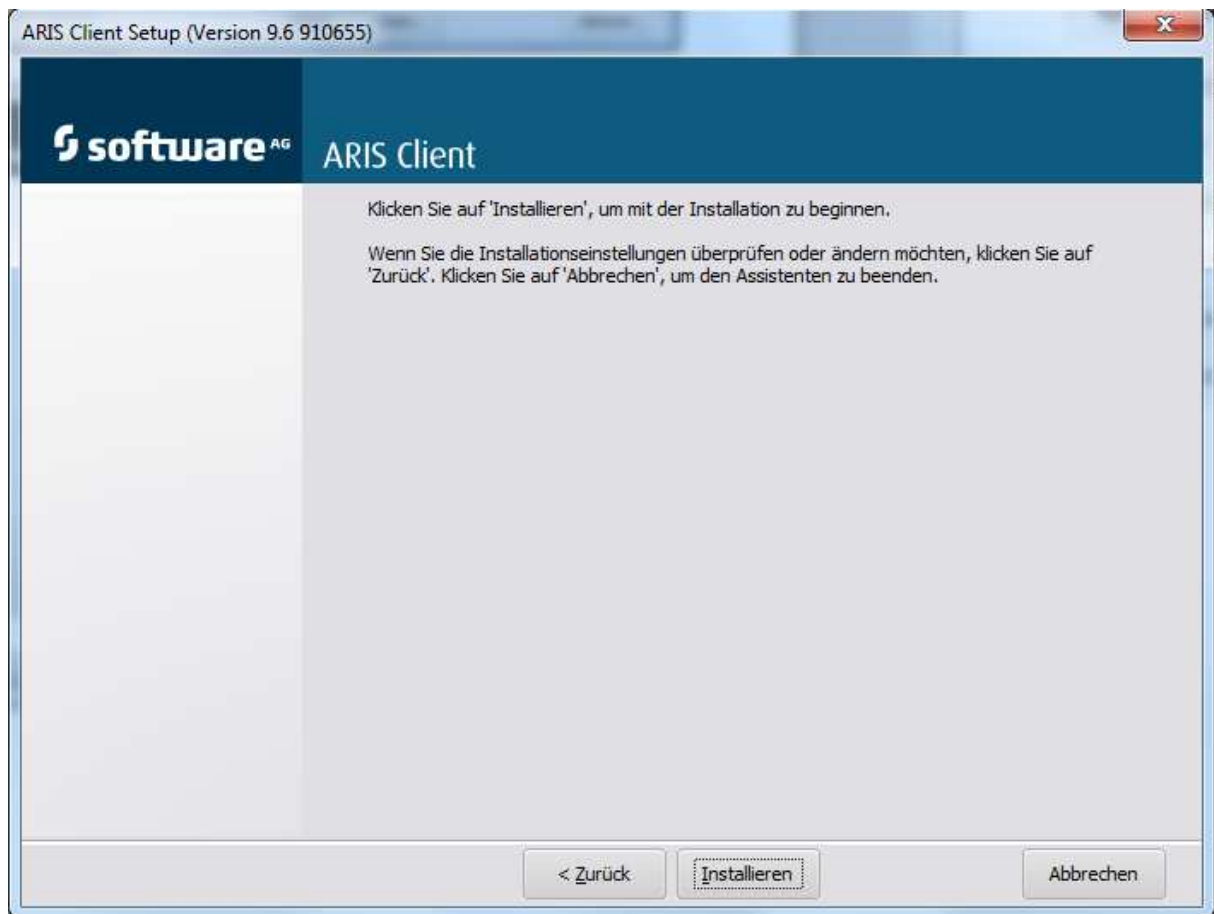 ARIS Client Setup (Version 9.6 910655)
software AG
ARIS Client
Klicken Sie auf 'Installieren', um mit der Installation zu beginnen.
Wenn Sie die Installationseinstellungen überprüfen oder ändern möchten, klicken Sie auf
'Zurück'. Klicken Sie auf 'Abbrechen', um den Assistenten zu beenden.
< Zurück
Installieren
Abbrechen